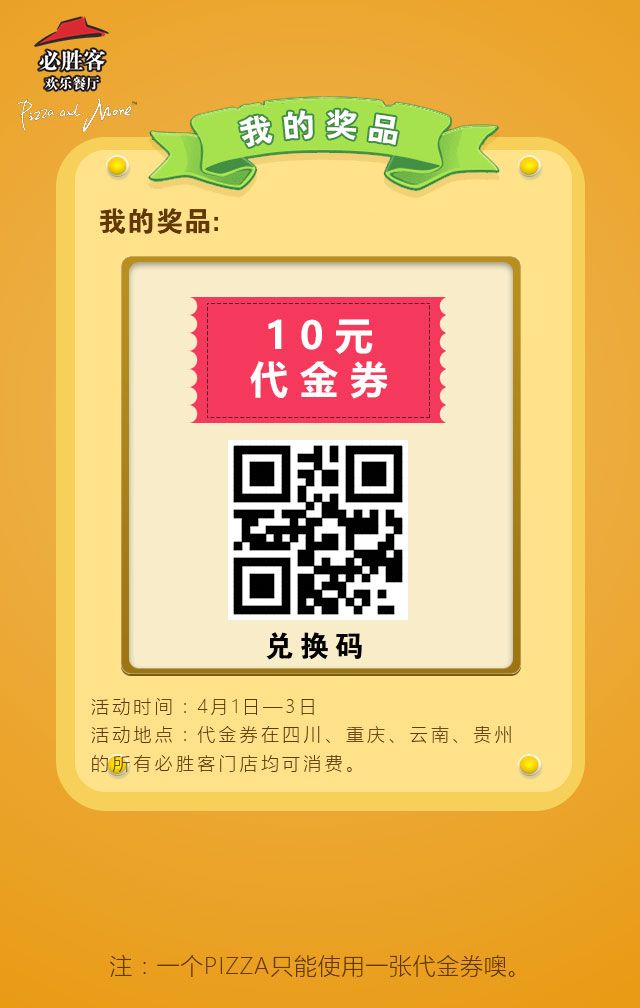 必胜客
欢乐餐厅
Pizza and More™
我的奖品
我的奖品:
10元
代金券
兑换码
活动时间：4月1日—3日
活动地点：代金券在四川、重庆、云南、贵州
的所有必胜客门店均可消费。
注：一个PIZZA只能使用一张代金券噢。